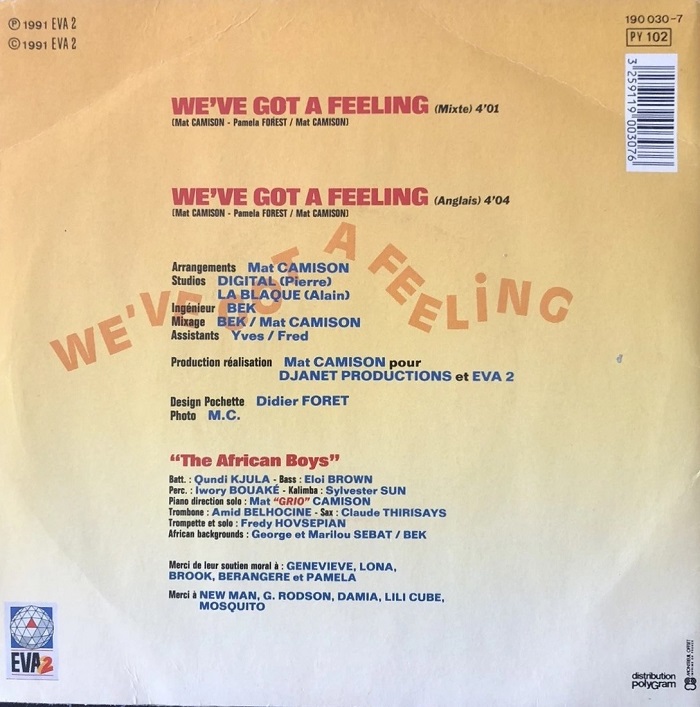 ℗ 1991 EVA 2
© 1991 EVA 2
190 030-7
PY 102
3 259119 003076
WE'VE GOT A FEELING (Mixte) 4'01
(Mat CAMISON - Pamela FOREST / Mat CAMISON)
WE'VE GOT A FEELING (Anglais) 4'04
(Mat CAMISON - Pamela FOREST / Mat CAMISON)
WE'VE GOT A FEELiNG
Arrangements Mat CAMISON
Studios DIGITAL (Pierre)
LA BLAQUE (Alain)
Ingénieur BEK
Mixage BEK / Mat CAMISON
Assistants Yves / Fred
Production réalisation Mat CAMISON pour
DJANET PRODUCTIONS et EVA 2
Design Pochette Didier FORET
Photo M.C.
"The African Boys"
Batt. : Qundi KJULA - Bass : Eloi BROWN
Perc. : Iwory BOUAKÉ - Kalimba : Sylvester SUN
Piano direction solo : Mat "GRIO" CAMISON
Trombone : Amid BELHOCINE - Sax : Claude THIRISAYS
Trompette et solo : Fredy HOVSEPIAN
African backgrounds : George et Marilou SEBAT / BEK
Merci de leur soutien moral à : GENEVIEVE, LONA,
BROOK, BERANGERE et PAMELA
Merci à NEW MAN, G. RODSON, DAMIA, LILI CUBE,
MOSQUITO
EVA2
distribution
polyGram